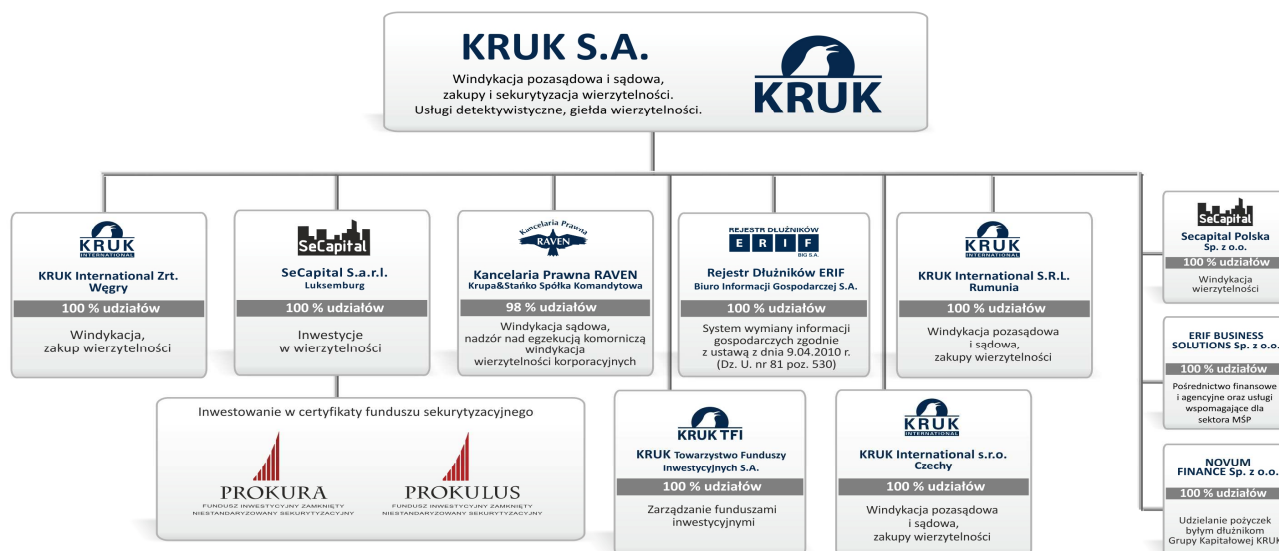 KRUK S.A.
Windykacja pozasądowa i sądowa,
zakupy i sekurytyzacja wierzytelności.
Usługi detektywistyczne, giełda wierzytelności.
KRUK
KRUK
INTERNATIONAL
KRUK International Zrt.
Węgry
100 % udziałów
Windykacja,
zakup wierzytelności
SeCapital
SeCapital S.a.r.l.
Luksemburg
100 % udziałów
Inwestycje
w wierzytelności
Kancelaria Prawna
RAVEN
Kancelaria Prawna RAVEN
Krupa&Stańko Spółka Komandytowa
98 % udziałów
Windykacja sądowa,
nadzór nad egzekucją komorniczą
windykacja
wierzytelności korporacyjnych
REJESTR DŁUŻNIKÓW
ERIF
BIG S.A.
Rejestr Dłużników ERIF
Biuro Informacji Gospodarczej S.A.
100 % udziałów
System wymiany informacji
gospodarczych zgodnie
z ustawą z dnia 9.04.2010 r.
(Dz. U. nr 81 poz. 530)
KRUK
INTERNATIONAL
KRUK International S.R.L.
Rumunia
100 % udziałów
Windykacja pozasądowa
i sądowa,
zakupy wierzytelności
SeCapital
Secapital Polska
Sp. z o.o.
100 % udziałów
Windykacja
wierzytelności
ERIF BUSINESS
SOLUTIONS Sp. z o.o.
100 % udziałów
Pośrednictwo finansowe
i agencyjne oraz usługi
wspomagające dla
sektora MŚP
NOVUM
FINANCE Sp. z o.o.
100 % udziałów
Udzielanie pożyczek
byłym dłużnikom
Grupy Kapitałowej KRUK
Inwestowanie w certyfikaty funduszu sekurytyzacyjnego
PROKURA
FUNDUSZ INWESTYCYJNY ZAMKNIĘTY
NIESTANDARYZOWANY SEKURYTYZACYJNY
PROKULUS
FUNDUSZ INWESTYCYJNY ZAMKNIĘTY
NIESTANDARYZOWANY SEKURYTYZACYJNY
KRUK TFI
KRUK Towarzystwo Funduszy
Inwestycyjnych S.A.
100 % udziałów
Zarządzanie funduszami
inwestycyjnymi
KRUK
INTERNATIONAL
KRUK International s.r.o.
Czechy
100 % udziałów
Windykacja pozasądowa
i sądowa,
zakupy wierzytelności